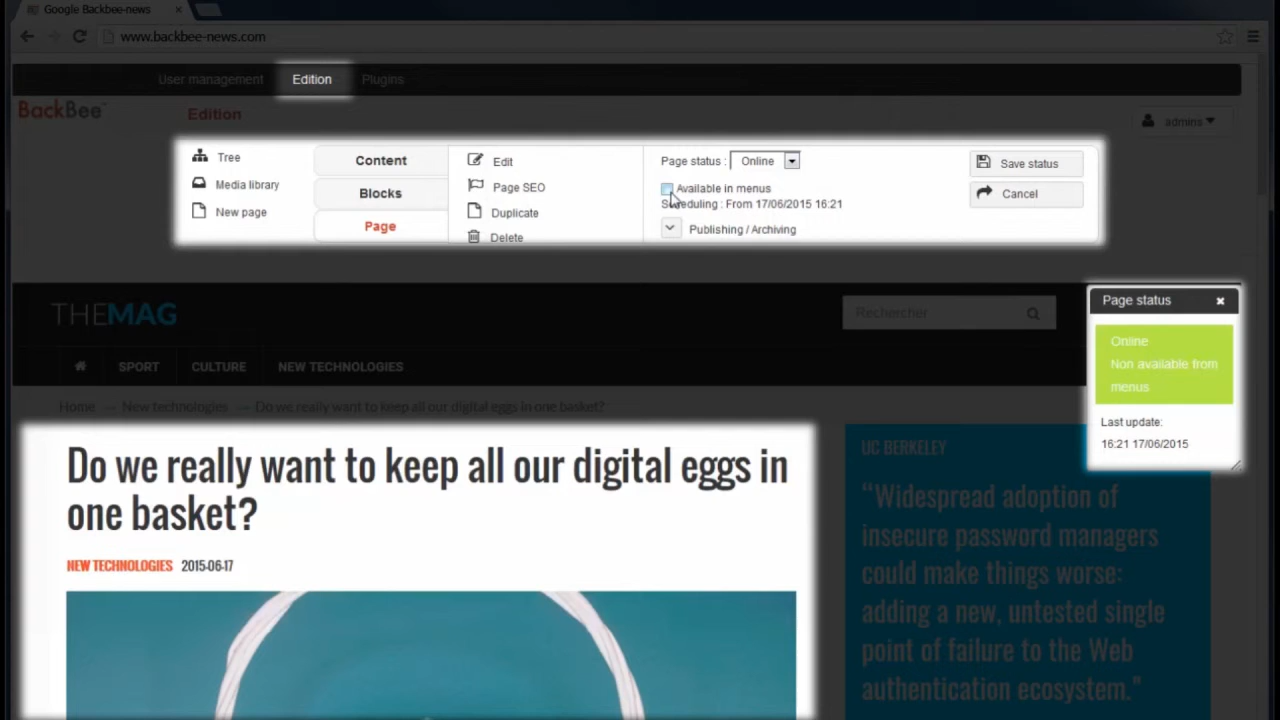 Google Backbee-news
www.backbee-news.com
User management
Edition
Plugins
BackBee
Edition
admins
Tree
Media library
New page
Content
Blocks
Page
Edit
Page SEO
Duplicate
Delete
Page status : Online
Available in menus
Scheduling : From 17/06/2015 16:21
Publishing / Archiving
Save status
Cancel
THEMAG
Rechercher
SPORT
CULTURE
NEW TECHNOLOGIES
Page status
Online
Non available from
menus
Last update:
16:21 17/06/2015
Home
New technologies
Do we really want to keep all our digital eggs in one basket?
Do we really want to keep all our digital eggs in
one basket?
NEW TECHNOLOGIES 2015-06-17
UC BERKELEY
“Widespread adoption of
insecure password managers
could make things worse:
adding a new, untested single
point of failure to the Web
authentication ecosystem."